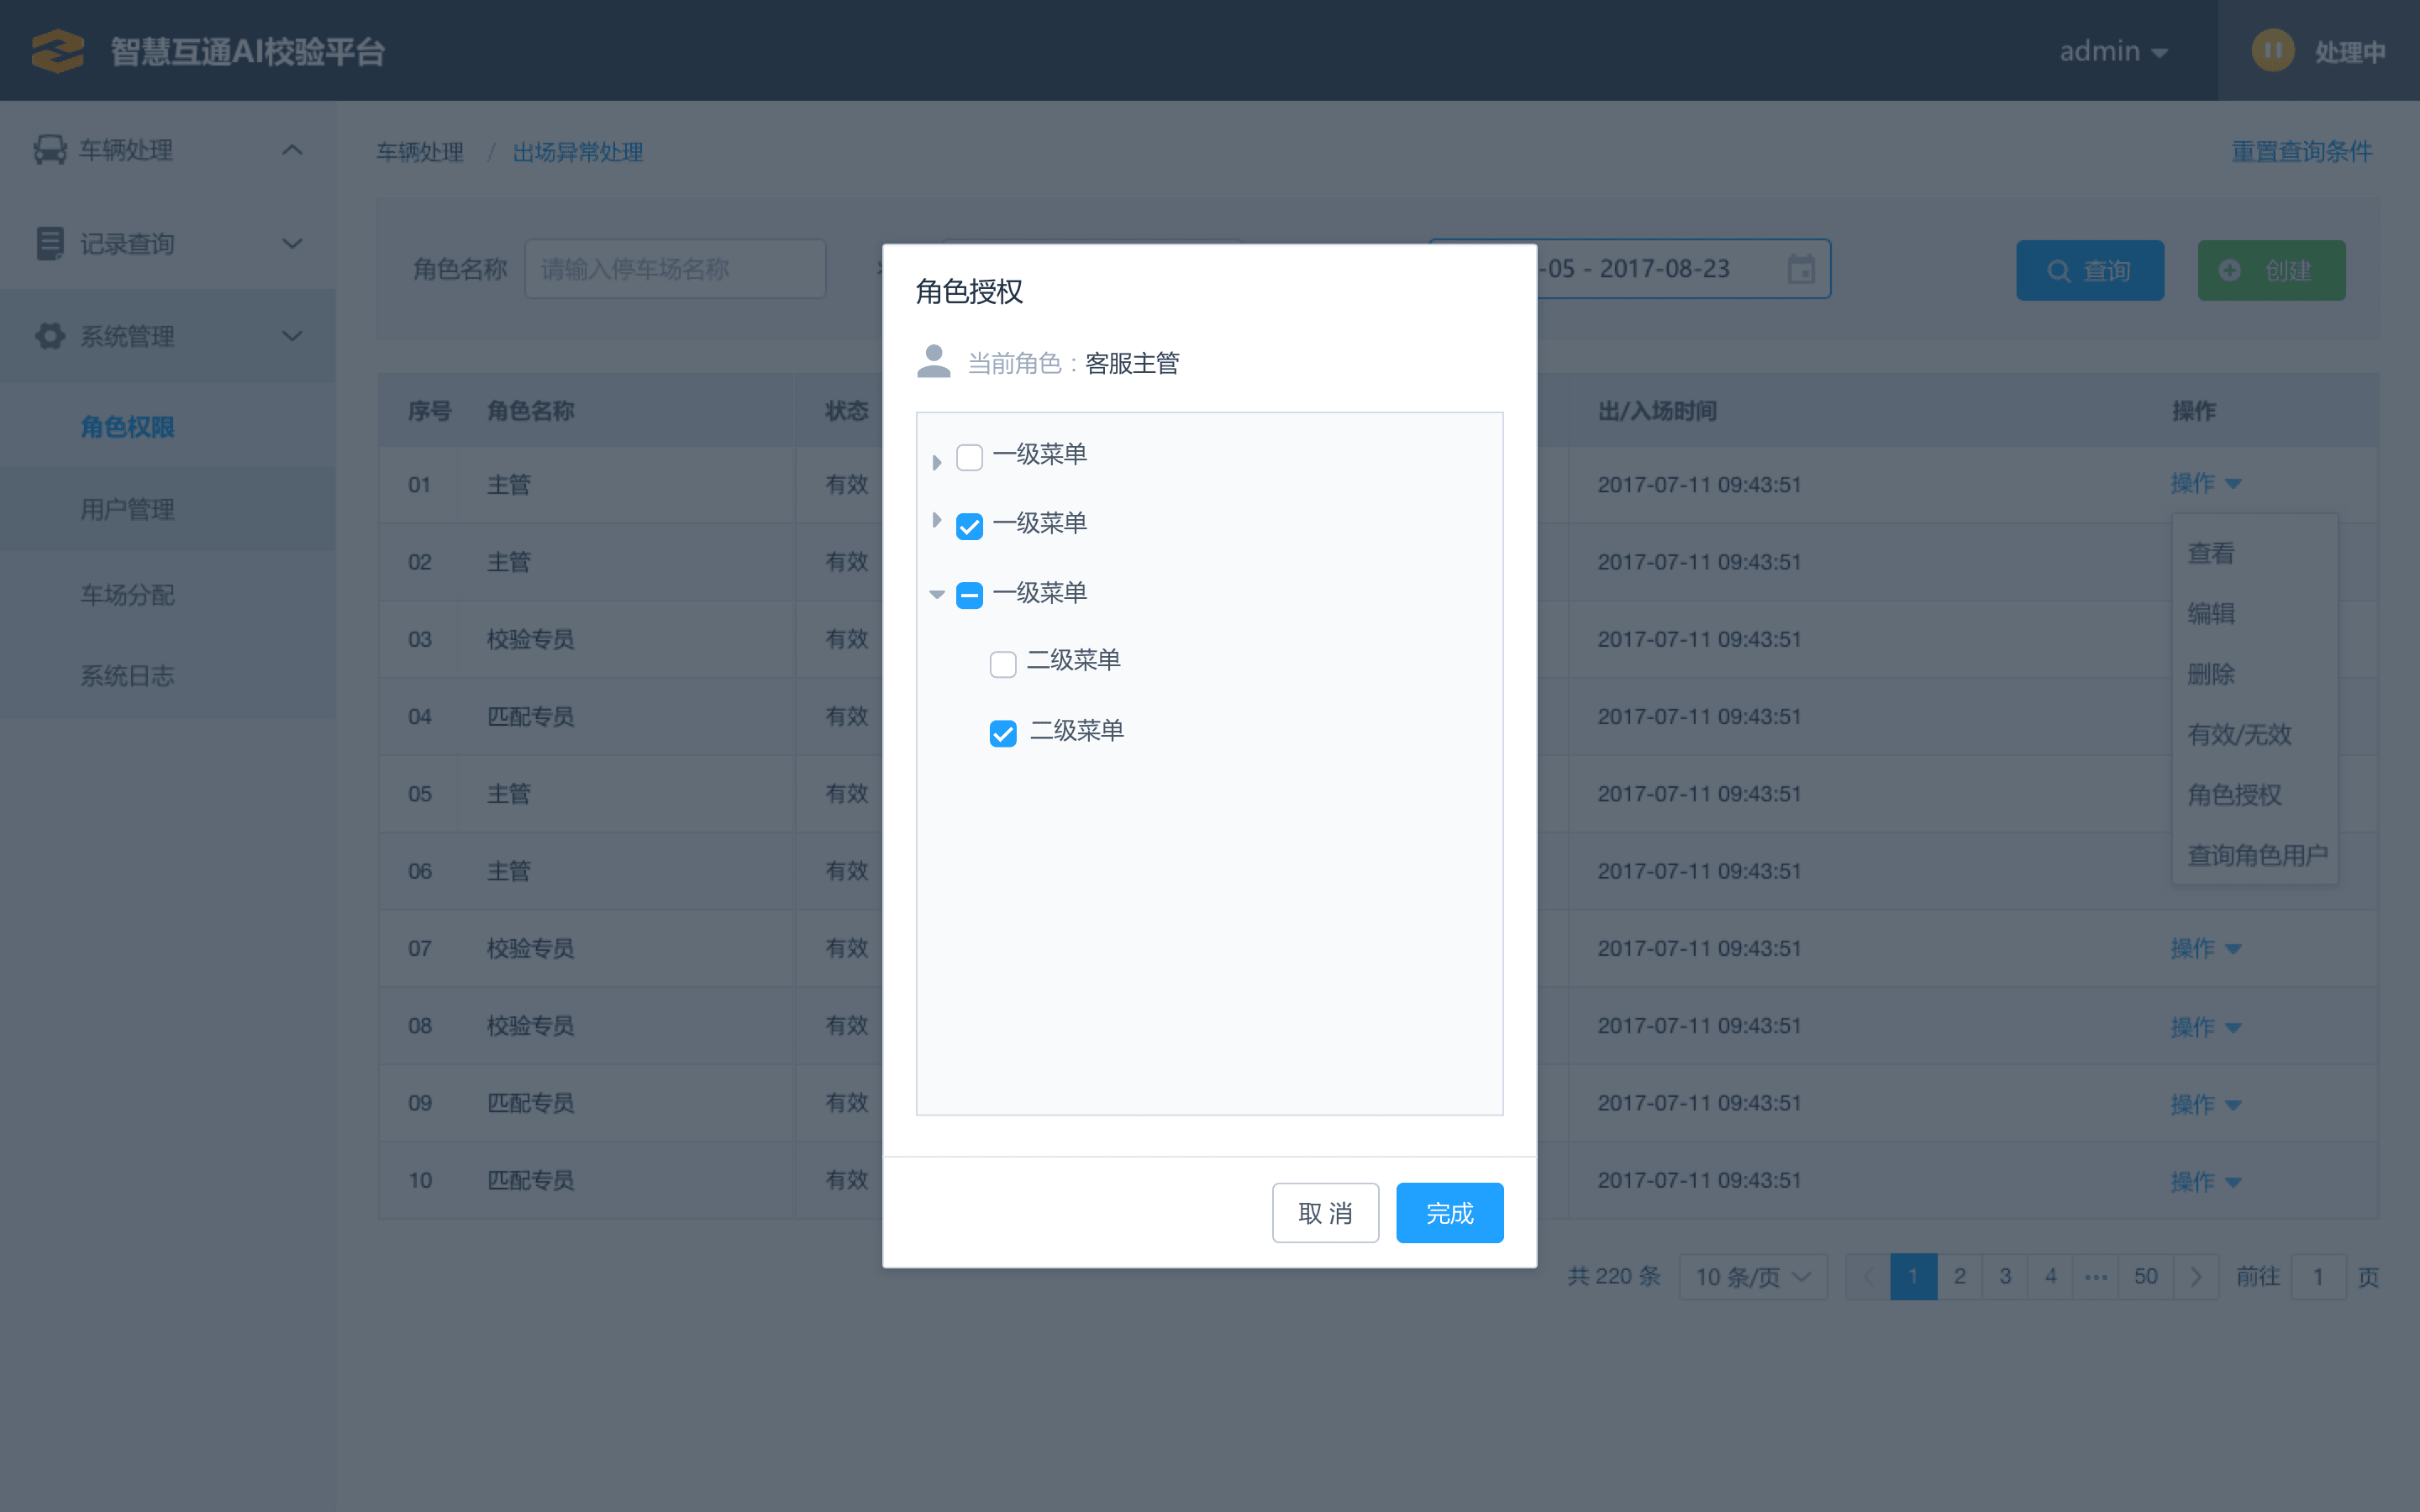 智慧互通AI校验平台
admin
处理中
车辆处理
记录查询
系统管理
角色权限
用户管理
车场分配
系统日志
车辆处理 / 出场异常处理
重置查询条件
角色名称 请输入停车场名称
-05 - 2017-08-23
查询
创建
序号 角色名称 状态 出/入场时间 操作
01 主管 有效 2017-07-11 09:43:51 操作
02 主管 有效 2017-07-11 09:43:51
03 校验专员 有效 2017-07-11 09:43:51
04 匹配专员 有效 2017-07-11 09:43:51
05 主管 有效 2017-07-11 09:43:51
06 主管 有效 2017-07-11 09:43:51
07 校验专员 有效 2017-07-11 09:43:51 操作
08 校验专员 有效 2017-07-11 09:43:51 操作
09 匹配专员 有效 2017-07-11 09:43:51 操作
10 匹配专员 有效 2017-07-11 09:43:51 操作
查看
编辑
删除
有效/无效
角色授权
查询角色用户
共 220 条 10 条/页 1 2 3 4 ••• 50 前往 1 页
角色授权
当前角色：客服主管
一级菜单
一级菜单
一级菜单
二级菜单
二级菜单
取 消
完成